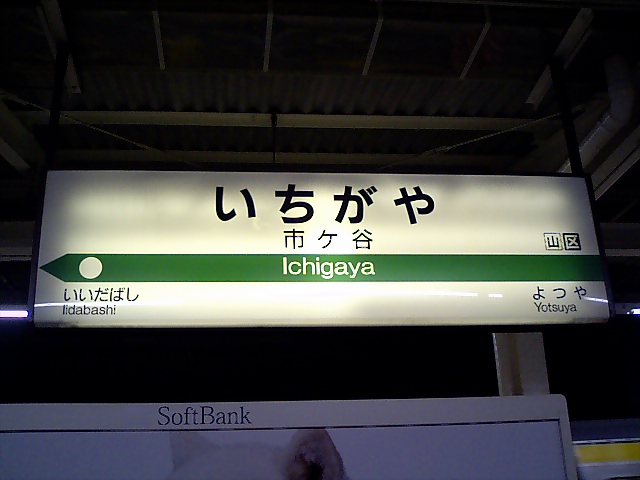 いちがや
市ケ谷
山区
Ichigaya
いいだばし
Iidabashi
よつや
Yotsuya
SoftBank